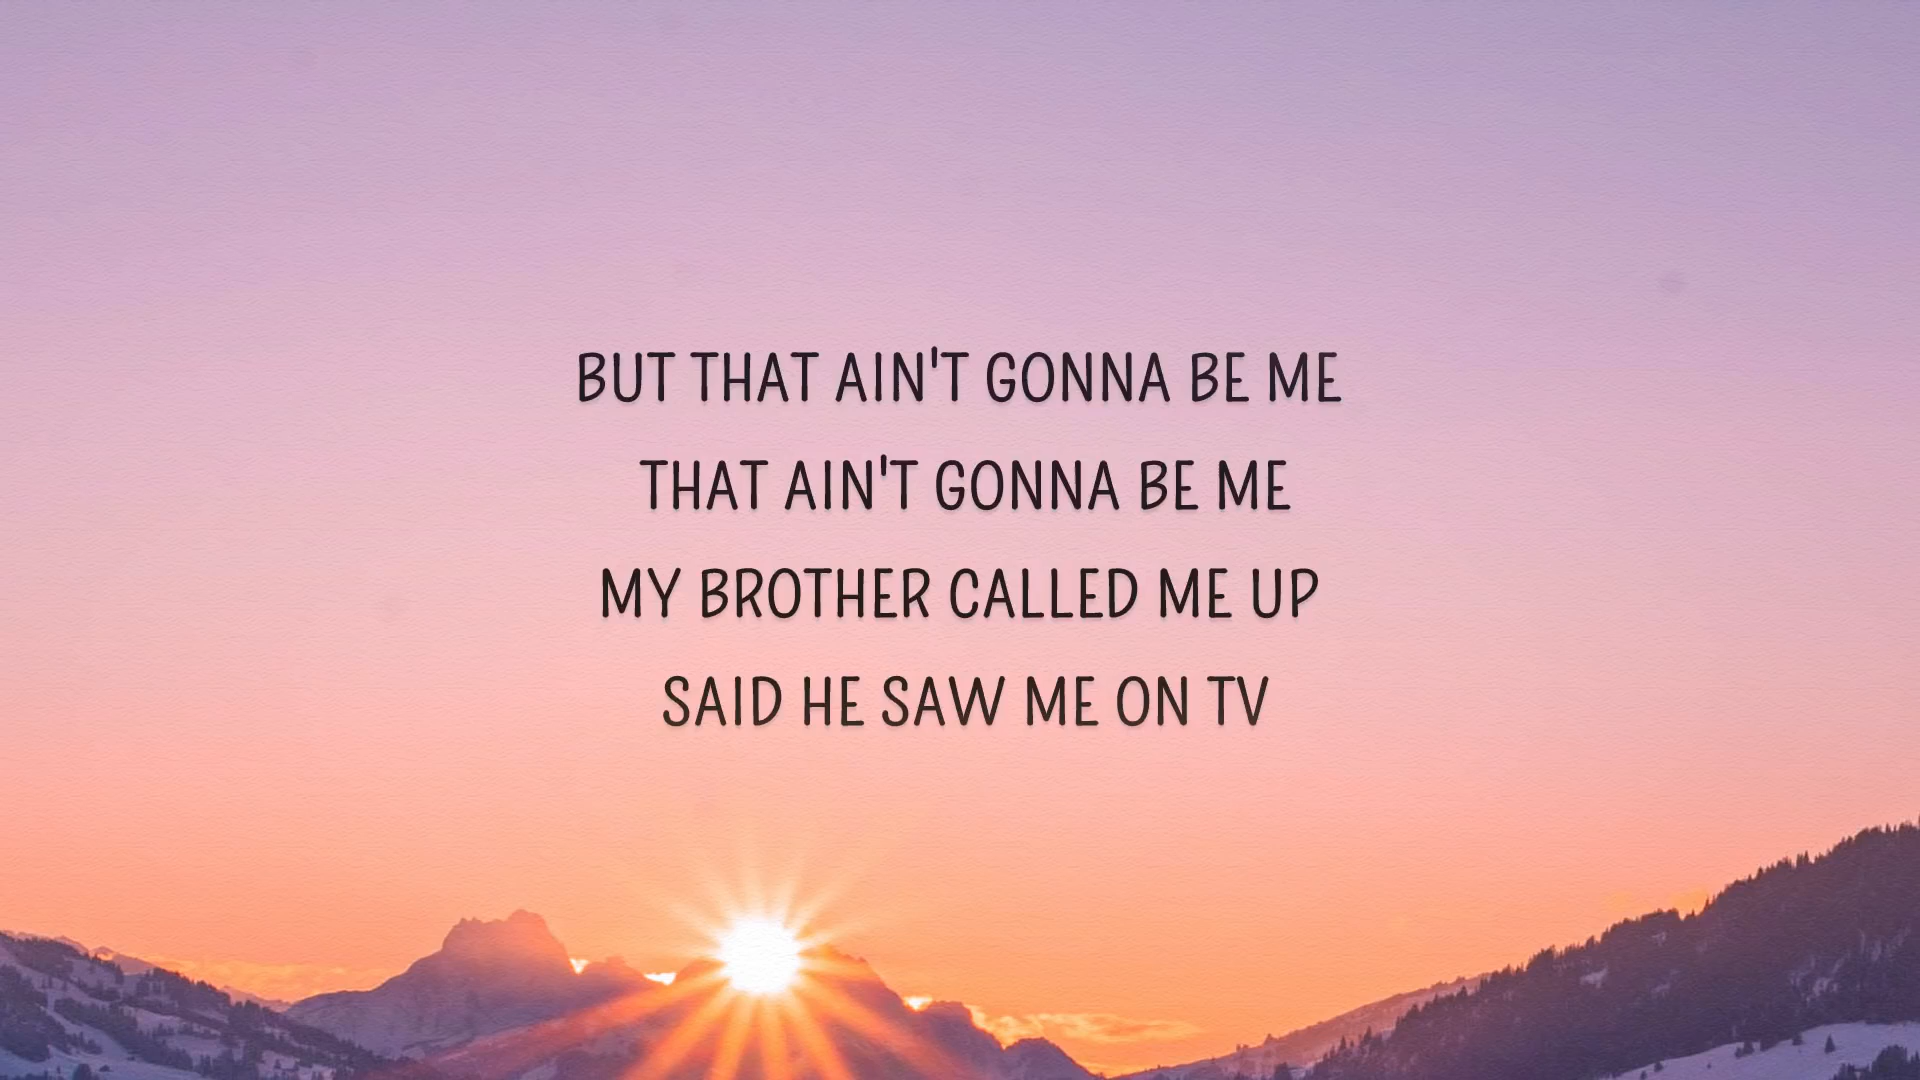 BUT THAT AIN'T GONNA BE ME
THAT AIN'T GONNA BE ME
MY BROTHER CALLED ME UP
SAID HE SAW ME ON TV